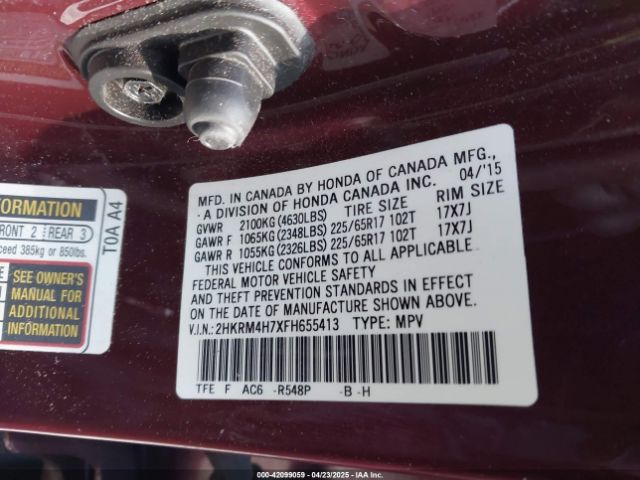 MFD. IN CANADA BY HONDA OF CANADA MFG.,
A DIVISION OF HONDA CANADA INC. 04/'15
GVWR 2100KG (4630LBS) TIRE SIZE RIM SIZE
GAWR F 1065KG (2348LBS) 225/65R17 102T 17X7J
GAWR R 1055KG (2326LBS) 225/65R17 102T 17X7J
THIS VEHICLE CONFORMS TO ALL APPLICABLE
FEDERAL MOTOR VEHICLE SAFETY
AND THEFT PREVENTION STANDARDS IN EFFECT
ON THE DATE OF MANUFACTURE SHOWN ABOVE.
V.I.N.: 2HKRM4H7XFH655413 TYPE: MPV
TFE F AC6 -R548P -B -H
FRONT 2 REAR 3
385kg or 850lbs.
SEE OWNER'S
MANUAL FOR
ADDITIONAL
INFORMATION
T0A A4
000-42099059 - 04/23/2025 - IAA Inc.